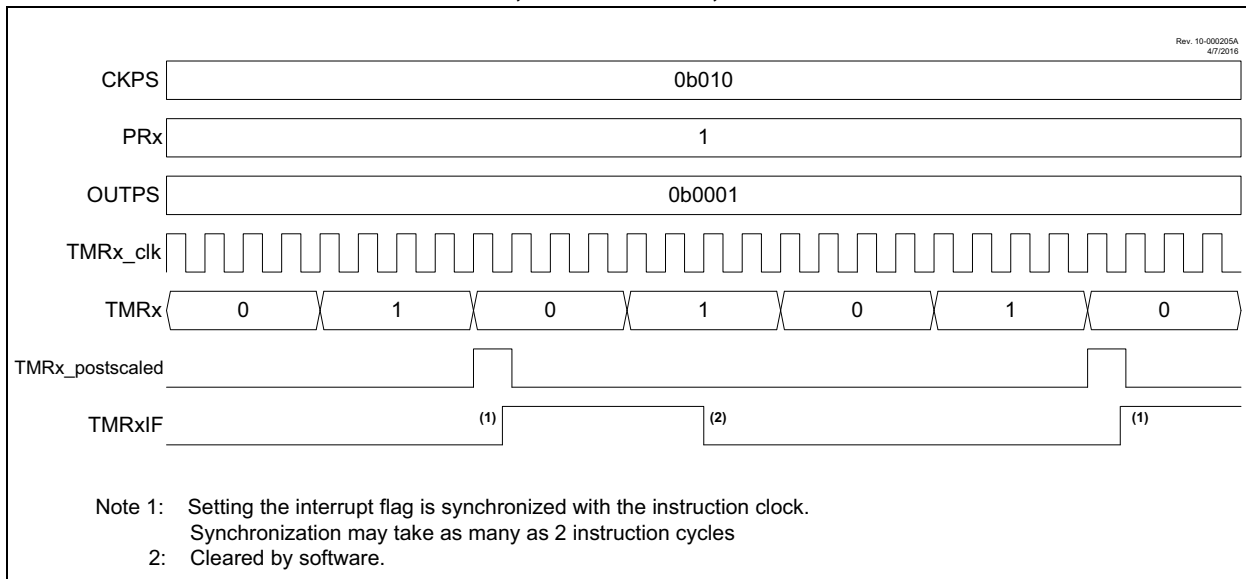 Rev. 10-000205A
4/7/2016
CKPS 0b010
PRx 1
OUTPS 0b0001
TMRx_clk
TMRx 0 1 0 1 0 1 0
TMRx_postscaled
TMRxIF (1) (2) (1)
Note 1: Setting the interrupt flag is synchronized with the instruction clock.
Synchronization may take as many as 2 instruction cycles
2: Cleared by software.